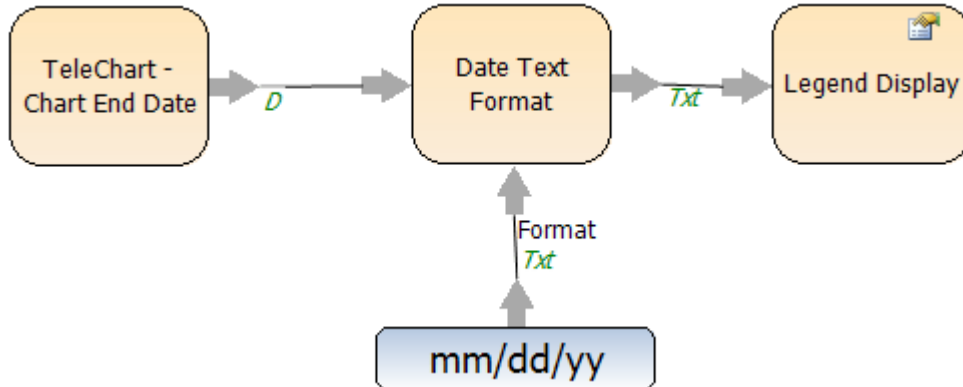 TeleChart -
Chart End Date
D
Date Text
Format
Txt
Legend Display
Format
Txt
mm/dd/yy